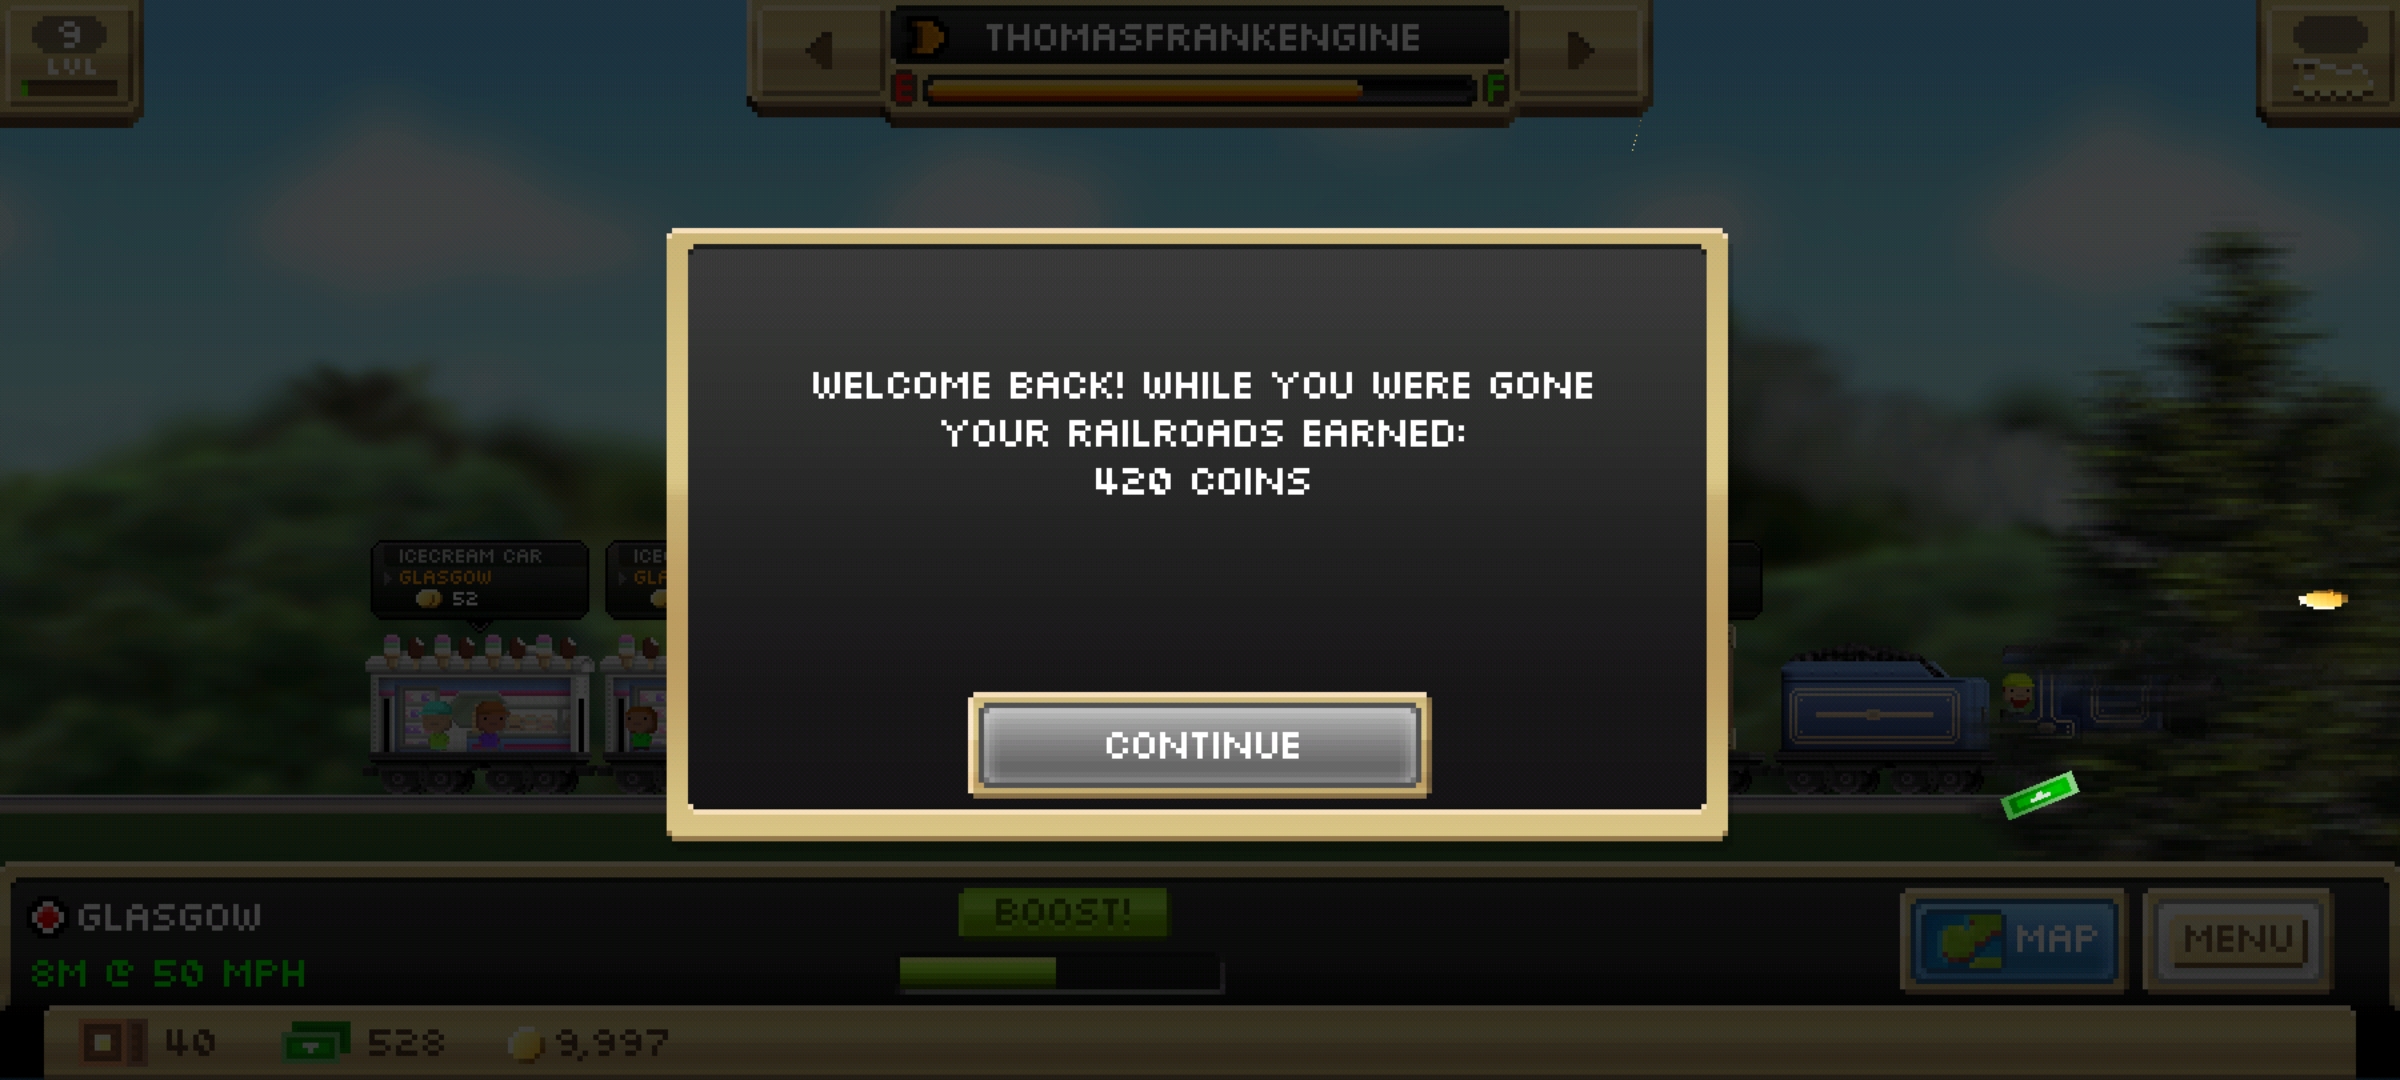 9
LVL
THOMASFRANKENGINE
E F
WELCOME BACK! WHILE YOU WERE GONE
YOUR RAILROADS EARNED:
420 COINS
ICECREAM CAR
GLASGOW
52
CONTINUE
GLASGOW
8M @ 50 MPH
BOOST!
MAP
MENU
40
528
9,997